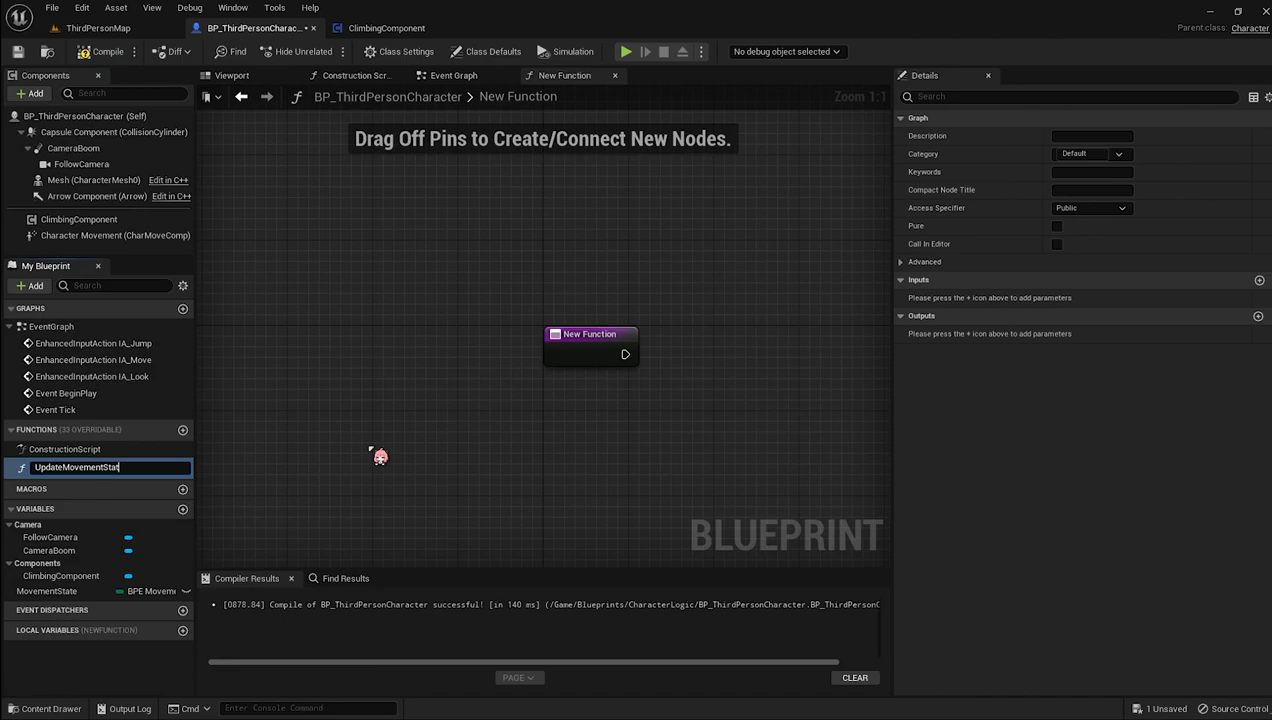 File Edit Asset View Debug Window Tools Help
ThirdPersonMap BP_ThirdPersonCharac.. • ClimbingComponent
Parent class: Character
Compile Diff Find Hide Unrelated Class Settings Class Defaults Simulation No debug object selected
Components
Add Search
BP_ThirdPersonCharacter (Self)
Capsule Component (CollisionCylinder)
CameraBoom
FollowCamera
Mesh (CharacterMesh0) Edit in C++
Arrow Component (Arrow) Edit in C++
ClimbingComponent
Character Movement (CharMoveComp)
My Blueprint
Add Search
GRAPHS
EventGraph
EnhancedInputAction IA_Jump
EnhancedInputAction IA_Move
EnhancedInputAction IA_Look
Event BeginPlay
Event Tick
FUNCTIONS (33 OVERRIDABLE)
ConstructionScript
UpdateMovementStat
MACROS
VARIABLES
Camera
FollowCamera
CameraBoom
Components
ClimbingComponent
MovementState BPE Moveme
EVENT DISPATCHERS
LOCAL VARIABLES (NEWFUNCTION)
Viewport Construction Scr... Event Graph New Function
BP_ThirdPersonCharacter > New Function Zoom 1:1
Drag Off Pins to Create/Connect New Nodes.
New Function
BLUEPRINT
Compiler Results Find Results
• [0878.84] Compile of BP_ThirdPersonCharacter successful! [in 140 ms] (/Game/Blueprints/CharacterLogic/BP_ThirdPersonCharacter.BP_ThirdPersonC
PAGE CLEAR
Details
Search
Graph
Description
Category Default
Keywords
Compact Node Title
Access Specifier Public
Pure
Call In Editor
Advanced
Inputs
Please press the + icon above to add parameters
Outputs
Please press the + icon above to add parameters
Content Drawer Output Log Cmd Enter Console Command 1 Unsaved Source Control